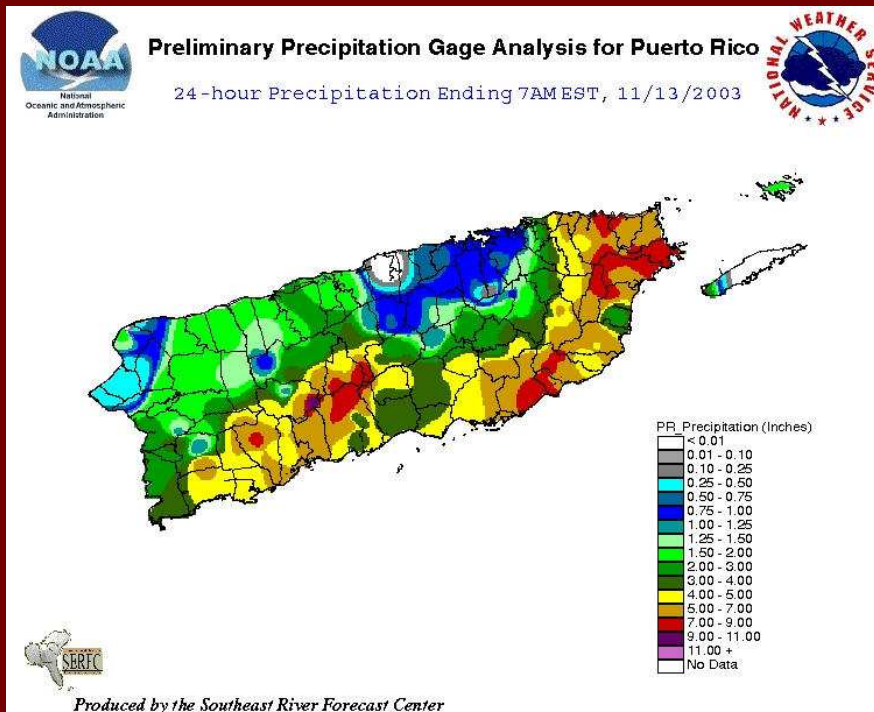 NOAA
National
Oceanic and Atmospheric
Administration
Preliminary Precipitation Gage Analysis for Puerto Rico
24-hour Precipitation Ending 7AM EST, 11/13/2003
NATIONAL WEATHER SERVICE
PR_Precipitation (Inches)
< 0.01
0.01 - 0.10
0.10 - 0.25
0.25 - 0.50
0.50 - 0.75
0.75 - 1.00
1.00 - 1.25
1.25 - 1.50
1.50 - 2.00
2.00 - 3.00
3.00 - 4.00
4.00 - 5.00
5.00 - 7.00
7.00 - 9.00
9.00 - 11.00
11.00 +
No Data
SERFC
Produced by the Southeast River Forecast Center